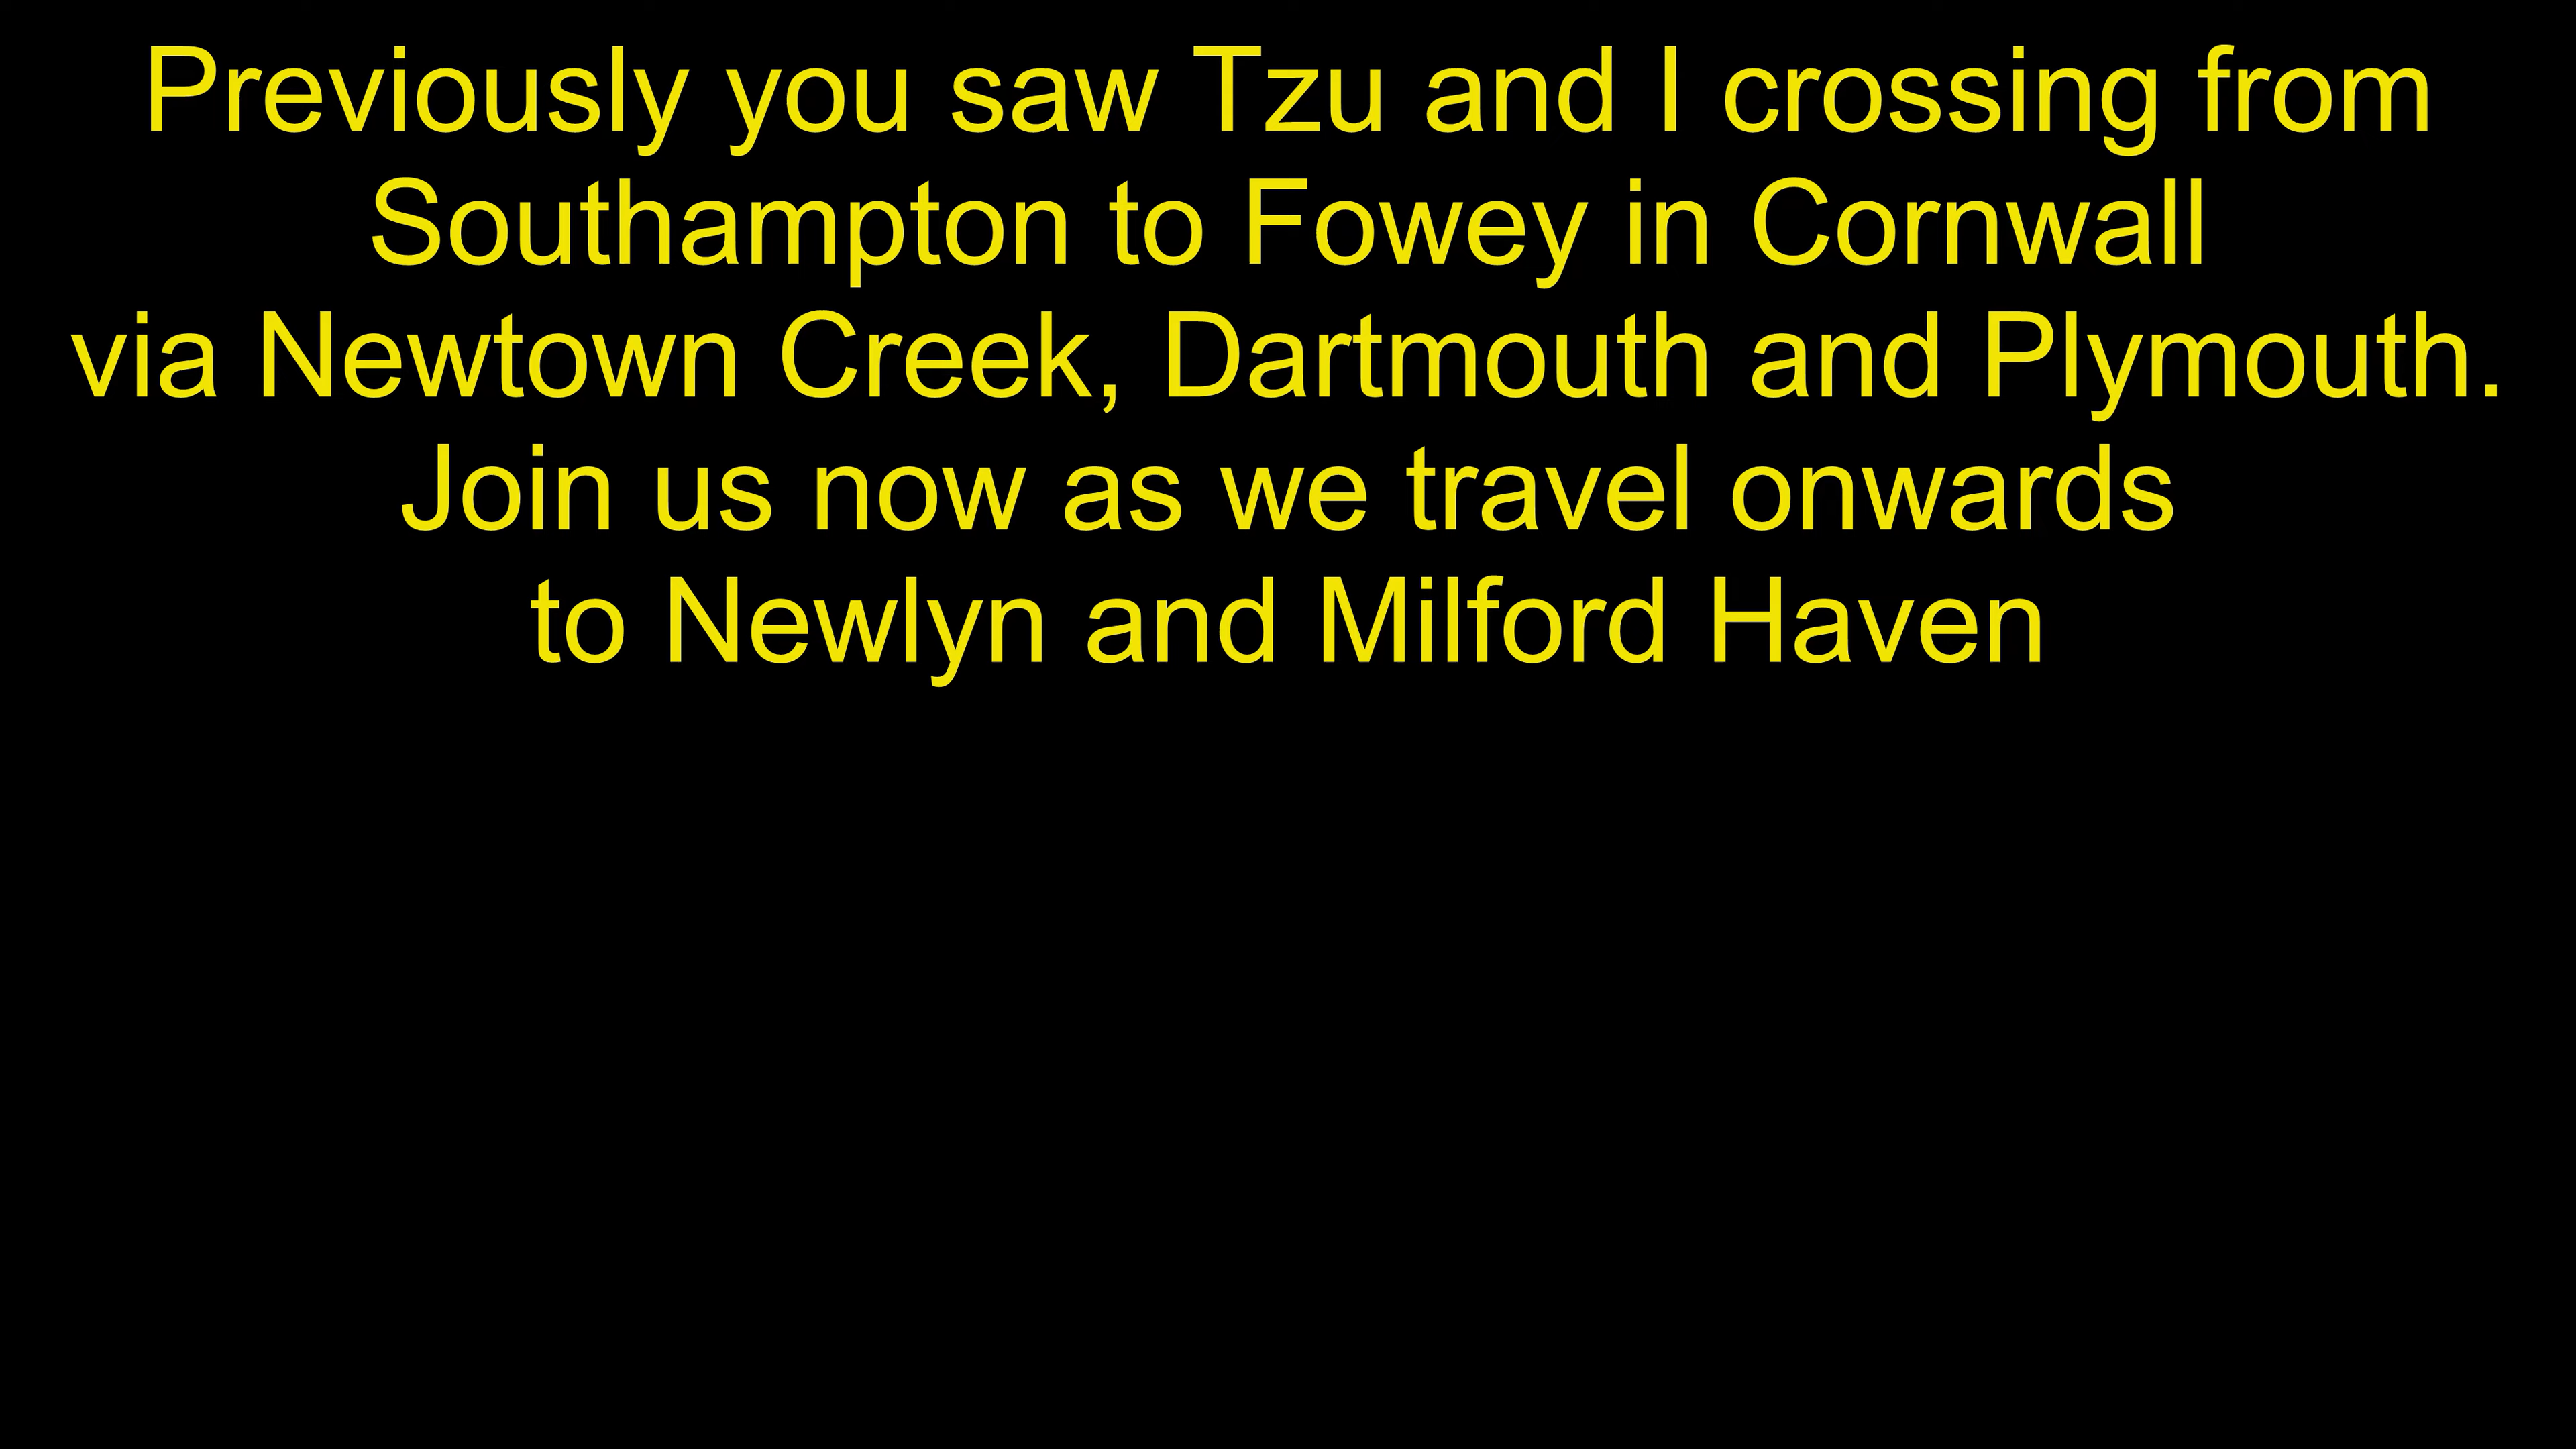 Previously you saw Tzu and I crossing from
Southampton to Fowey in Cornwall
via Newtown Creek, Dartmouth and Plymouth.
Join us now as we travel onwards
to Newlyn and Milford Haven